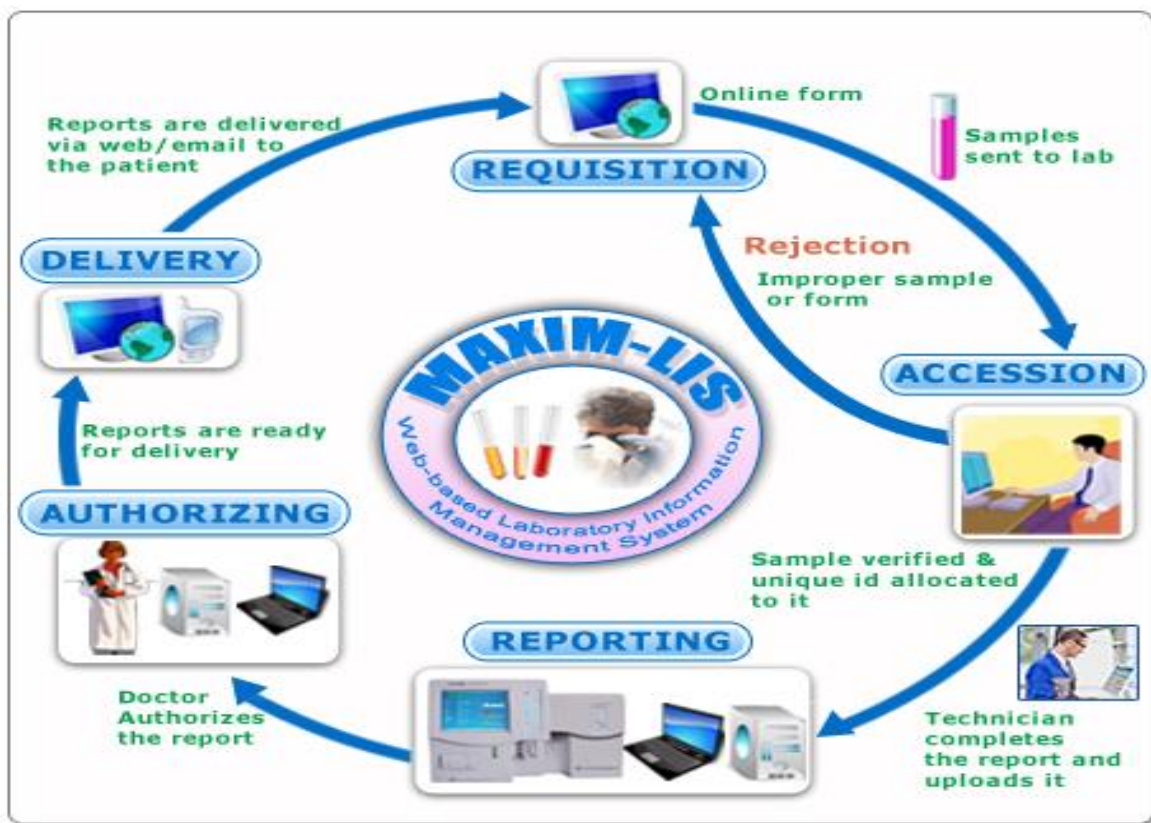 Online form
Samples
sent to lab
REQUISITION
Reports are delivered
via web/email to
the patient
Rejection
Improper sample
or form
DELIVERY
ACCESSION
MAXIM-LIS
Web-based Laboratory Information
Management System
Reports are ready
for delivery
AUTHORIZING
Sample verified &
unique id allocated
to it
REPORTING
Doctor
Authorizes
the report
Technician
completes
the report and
uploads it